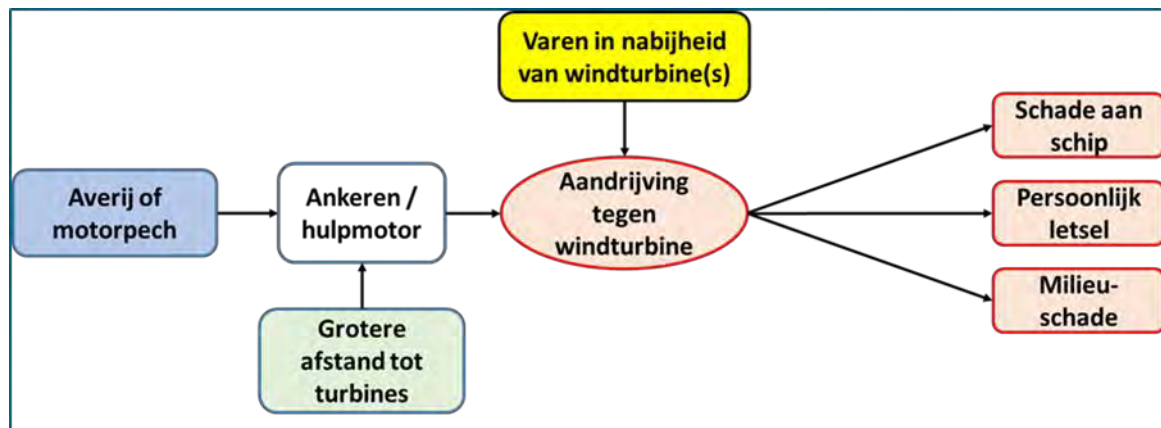 Varen in nabijheid
van windturbine(s)
Averij of
motorpech
Ankeren /
hulpmotor
Grotere
afstand tot
turbines
Aandrijving
tegen
windturbine
Schade aan
schip
Persoonlijk
letsel
Milieu-
schade